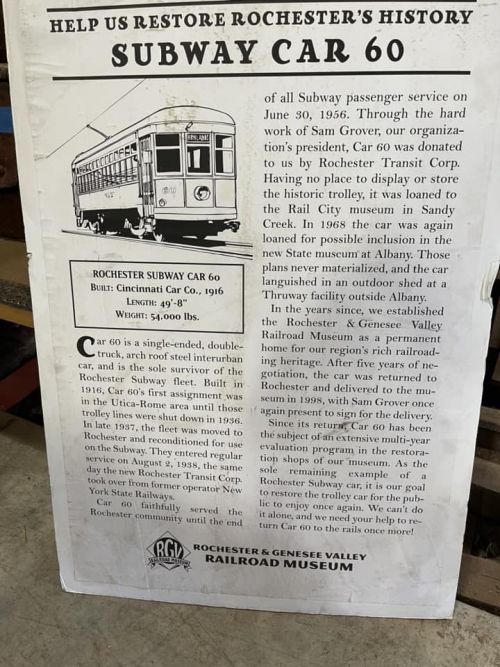 HELP US RESTORE ROCHESTER'S HISTORY
SUBWAY CAR 60
ROCHESTER SUBWAY CAR 60
BUILT: Cincinnati Car Co., 1916
LENGTH: 49'-8"
WEIGHT: 54,000 lbs.
Car 60 is a single-ended, double-
truck, arch roof steel interurban
car, and is the sole survivor of the
Rochester Subway fleet. Built in
1916, Car 60's first assignment was
in the Utica-Rome area until those
trolley lines were shut down in 1936.
In late 1937, the fleet was moved to
Rochester and reconditioned for use
on the Subway. They entered regular
service on August 2, 1938, the same
day the new Rochester Transit Corp.
took over from former operator New
York State Railways.
Car 60 faithfully served the
Rochester community until the end
of all Subway passenger service on
June 30, 1956. Through the hard
work of Sam Grover, our organiza-
tion's president, Car 60 was donated
to us by Rochester Transit Corp.
Having no place to display or store
the historic trolley, it was loaned to
the Rail City museum in Sandy
Creek. In 1968 the car was again
loaned for possible inclusion in the
new State museum at Albany. Those
plans never materialized, and the car
languished in an outdoor shed at a
Thruway facility outside Albany.
In the years since, we established
the Rochester & Genesee Valley
Railroad Museum as a permanent
home for our region's rich railroad-
ing heritage. After five years of ne-
gotiation, the car was returned to
Rochester and delivered to the mu-
seum in 1998, with Sam Grover once
again present to sign for the delivery.
Since its return, Car 60 has been
the subject of an extensive multi-year
evaluation program in the restora-
tion shops of our museum. As the
sole remaining example of a
Rochester Subway car, it is our goal
to restore the trolley car for the pub-
lic to enjoy once again. We can't do
it alone, and we need your help to re-
turn Car 60 to the rails once more!
RGV
RAILROAD MUSEUM
ROCHESTER & GENESEE VALLEY
RAILROAD MUSEUM